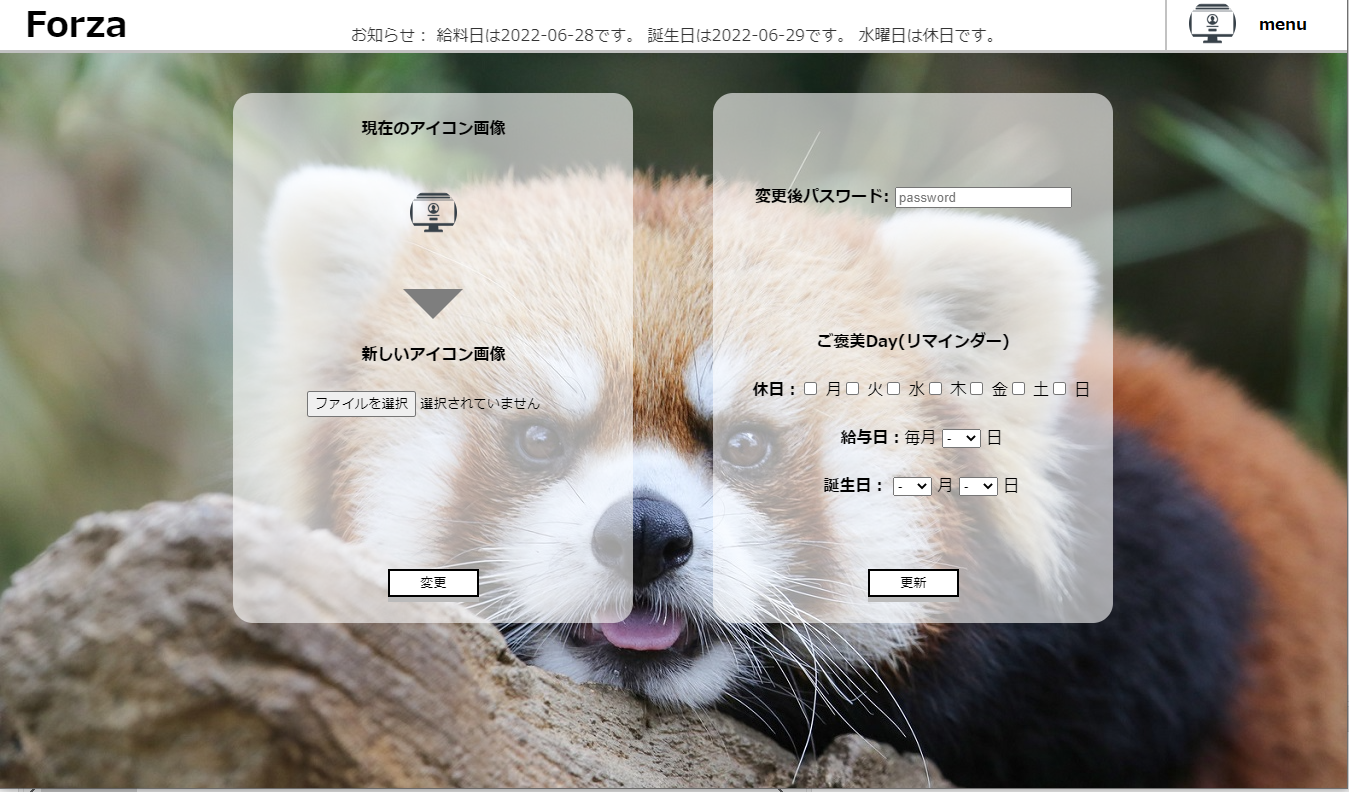 Forza
お知らせ： 給料日は2022-06-28です。 誕生日は2022-06-29です。 水曜日は休日です。
menu
現在のアイコン画像
新しいアイコン画像
ファイルを選択 選択されていません
変更
変更後パスワード: password
ご褒美Day(リマインダー)
休日： 月 火 水 木 金 土 日
給与日：毎月 - 日
誕生日： - 月 - 日
更新